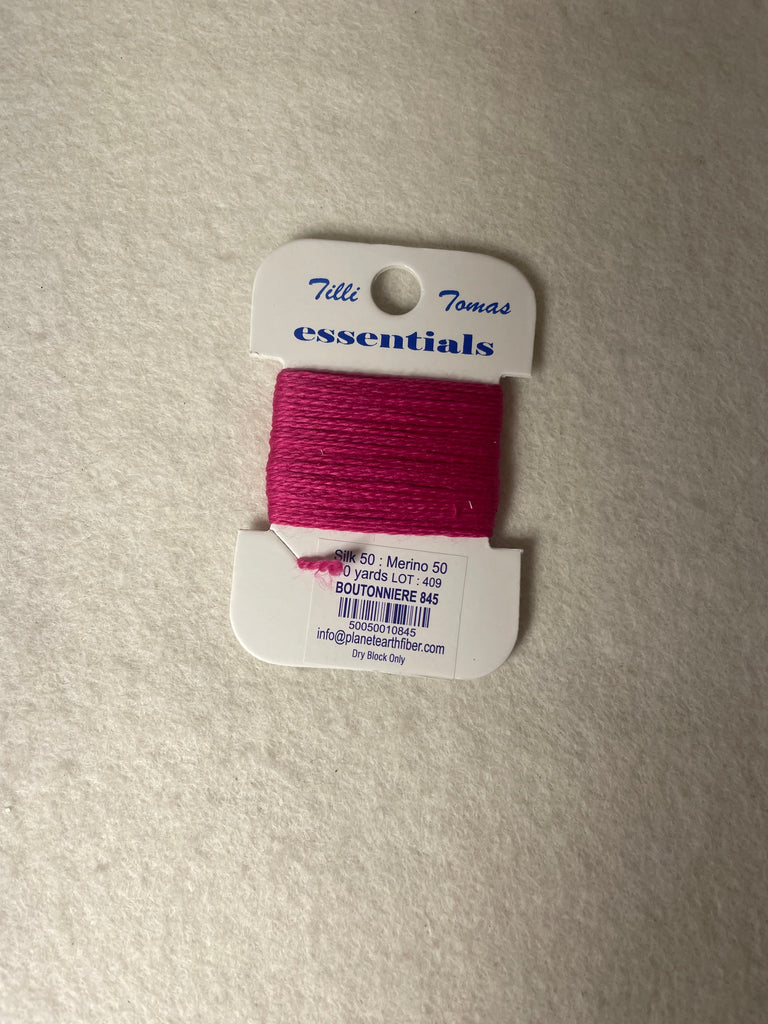 Tilli Tomas
essentials
Silk 50 : Merino 50
0 yards LOT : 409
BOUTONNIERE 845
50050010845
info@planetearthfiber.com
Dry Block Only